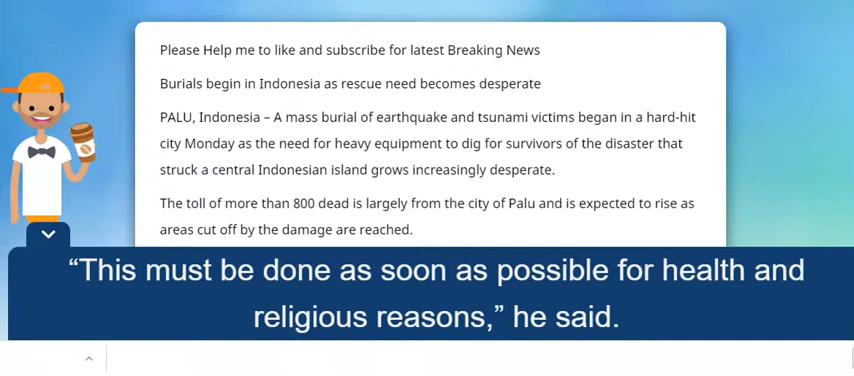 Please Help me to like and subscribe for latest Breaking News
Burials begin in Indonesia as rescue need becomes desperate
PALU, Indonesia – A mass burial of earthquake and tsunami victims began in a hard-hit
city Monday as the need for heavy equipment to dig for survivors of the disaster that
struck a central Indonesian island grows increasingly desperate.
The toll of more than 800 dead is largely from the city of Palu and is expected to rise as
areas cut off by the damage are reached.
“This must be done as soon as possible for health and
religious reasons,” he said.